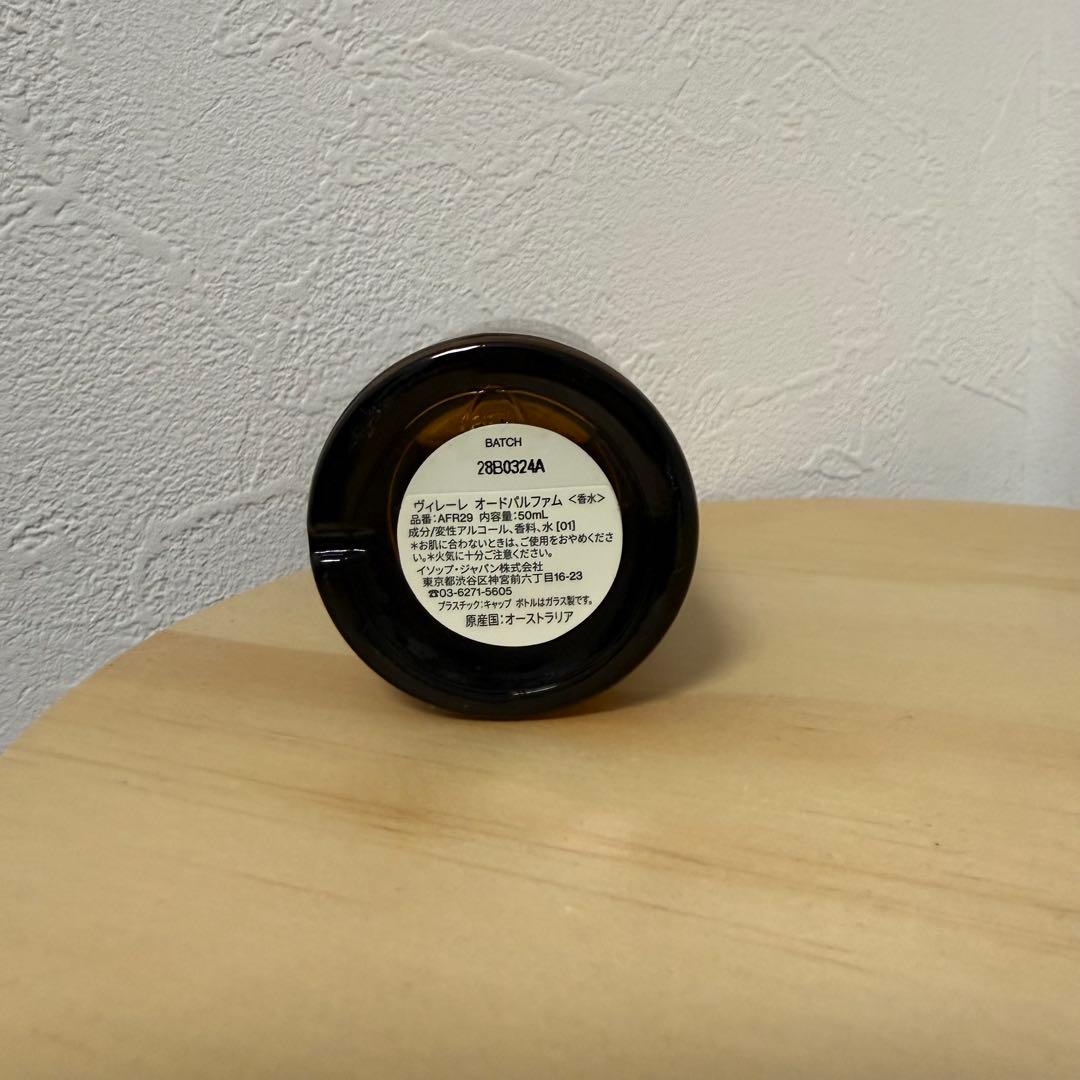 BATCH
28B0324A
ヴィレーレ オードパルファム <香水>
品番:AFR29 内容量:50mL
成分/変性アルコール、香料、水 [01]
*お肌に合わないときは、ご使用をおやめくださ
い。*火気に十分ご注意ください。
イソップ・ジャパン株式会社
東京都渋谷区神宮前六丁目16-23
☎03-6271-5605
プラスチック:キャップ ボトルはガラス製です。
原産国:オーストラリア